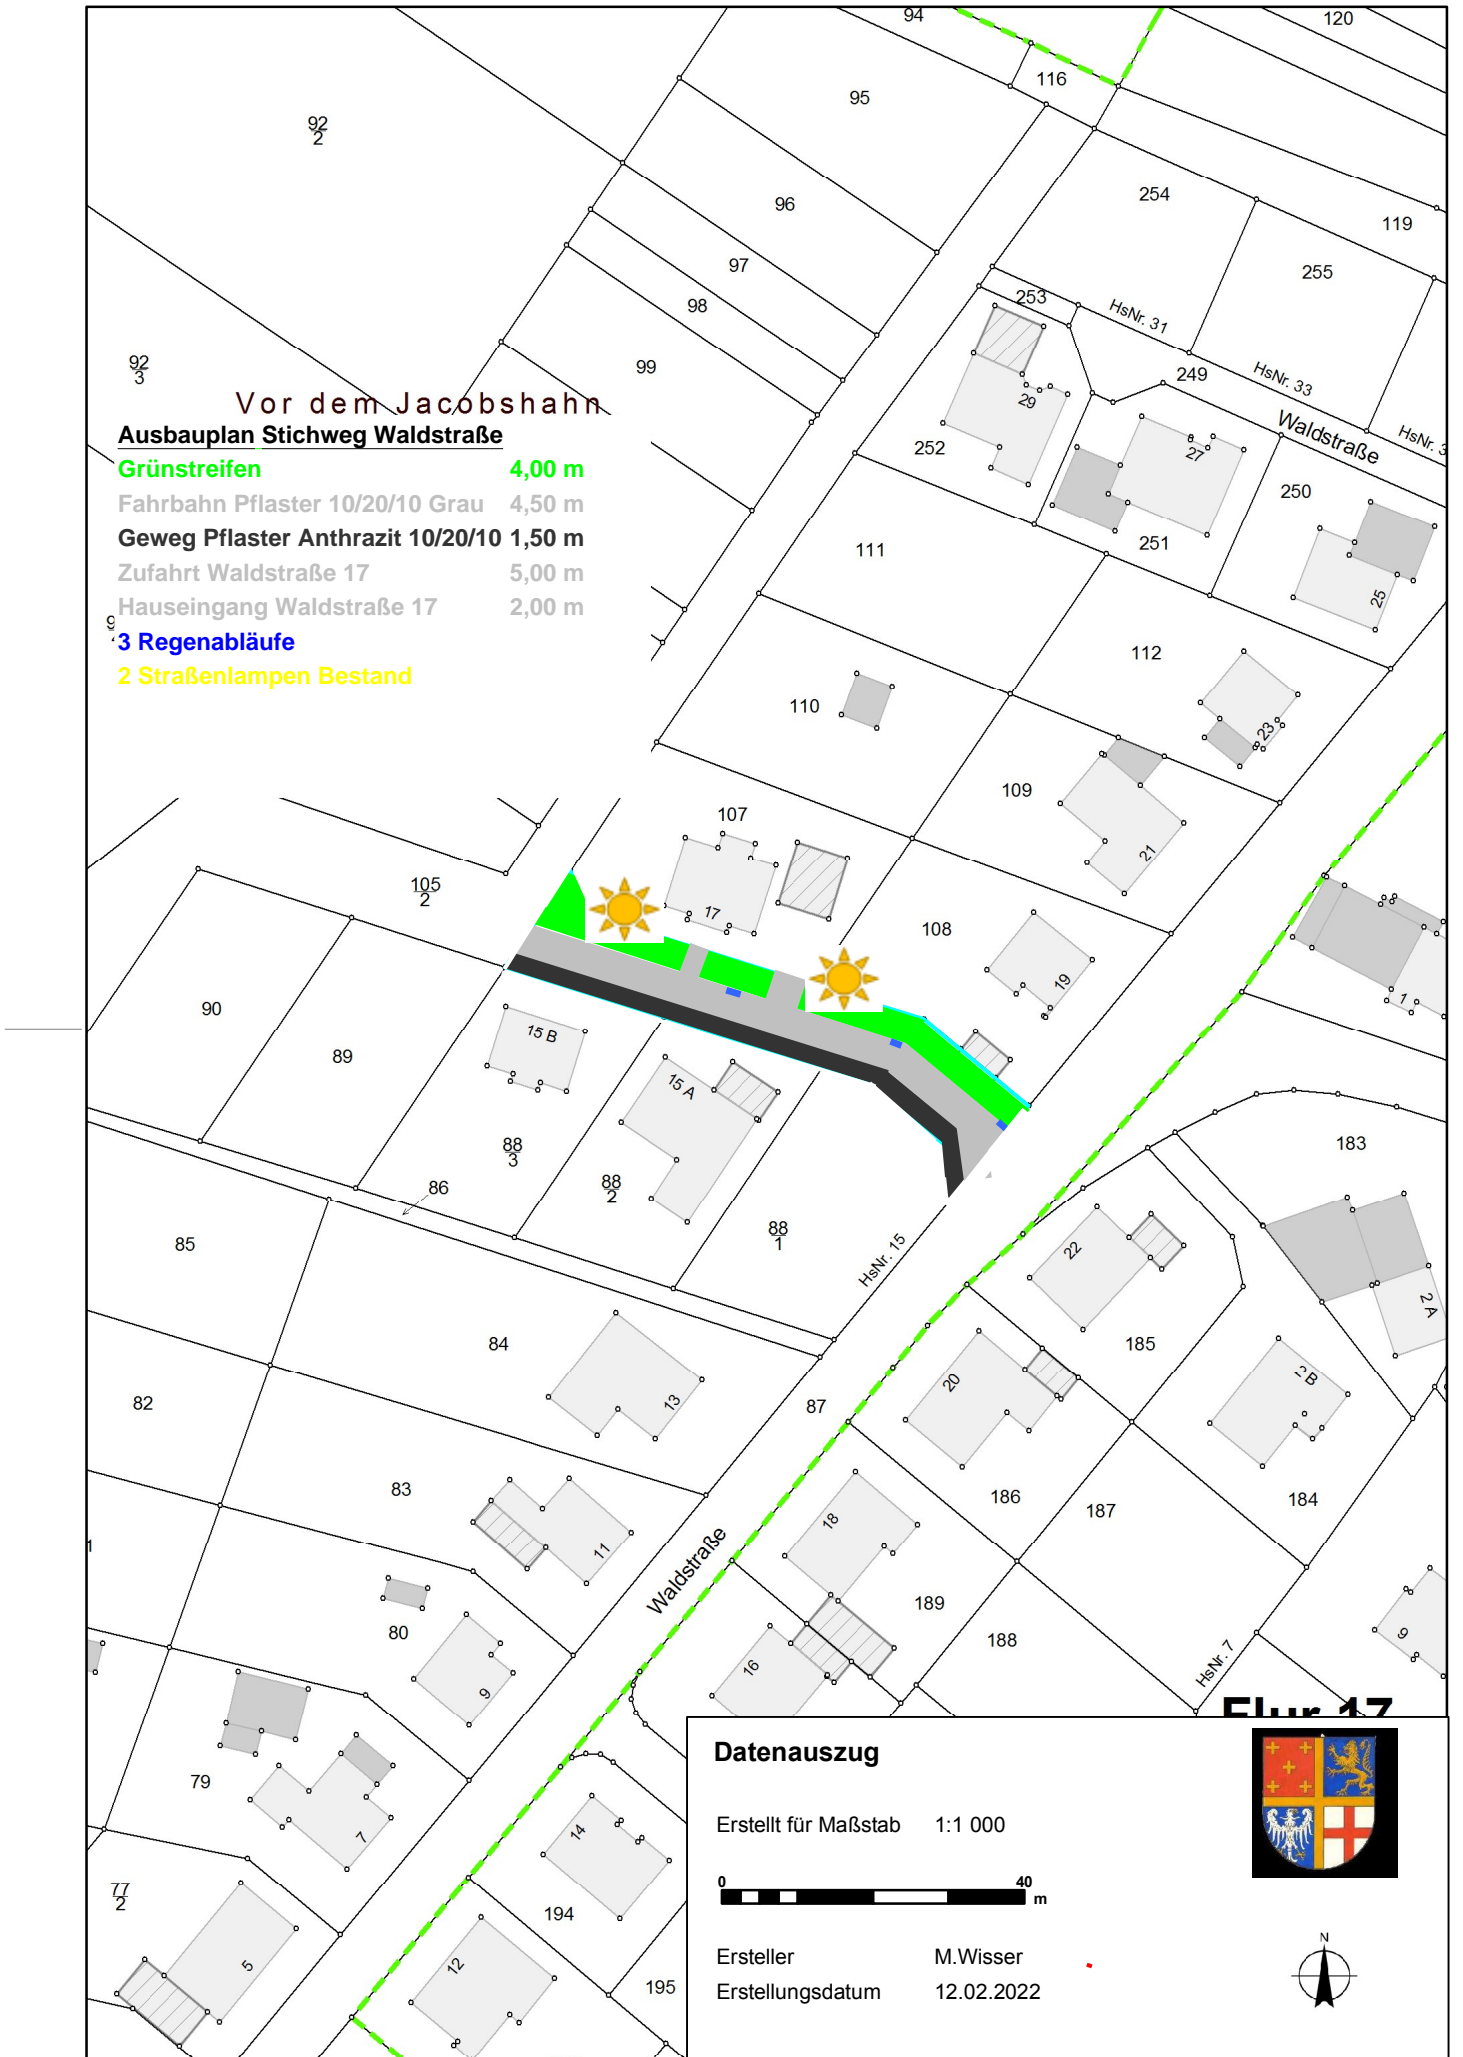 94
120
116
95
92
2
254
96
119
97
255
253
HsNr. 31
98
92
3
99
249
HsNr. 33
29
Waldstraße
HsNr. 3
Vor dem Jacobshahn
Ausbauplan Stichweg Waldstraße
252
27
Grünstreifen 4,00 m
250
Fahrbahn Pflaster 10/20/10 Grau 4,50 m
Geweg Pflaster Anthrazit 10/20/10 1,50 m
111
251
Zufahrt Waldstraße 17 5,00 m
Hauseingang Waldstraße 17 2,00 m
25
3 Regenabläufe
112
2 Straßenlampen Bestand
110
23
109
107
21
105
2
17
108
19
1
90
89
15 B
15 A
88
3
88
2
183
86
88
1
85
HsNr. 15
22
2 A
84
185
20
2 B
82
13
87
83
186
184
187
18
11
Waldstraße
189
80
188
9
16
9
HsNr. 7
Flur 17
79
7
14
77
2
194
5
12
195
Datenauszug
Erstellt für Maßstab 1:1 000
0 40
m
Ersteller M.Wisser
Erstellungsdatum 12.02.2022
N